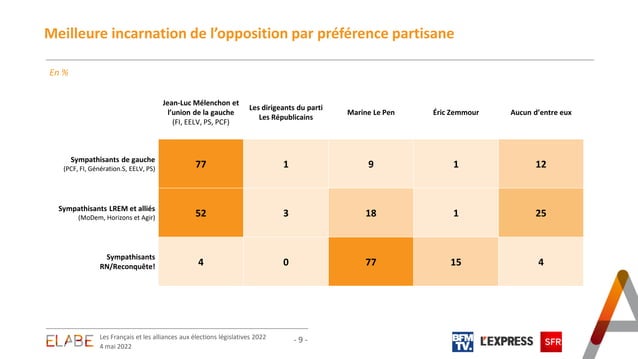 Meilleure incarnation de l’opposition par préférence partisane
En %
Jean-Luc Mélenchon et
l’union de la gauche
(FI, EELV, PS, PCF)
Les dirigeants du parti
Les Républicains
Marine Le Pen
Éric Zemmour
Aucun d’entre eux
Sympathisants de gauche
(PCF, FI, Génération.S, EELV, PS)
77 1 9 1 12
Sympathisants LREM et alliés
(MoDem, Horizons et Agir)
52 3 18 1 25
Sympathisants
RN/Reconquête!
4 0 77 15 4
ELABE
Les Français et les alliances aux élections législatives 2022
4 mai 2022
- 9 -
BFM
TV.
L'EXPRESS
SFR